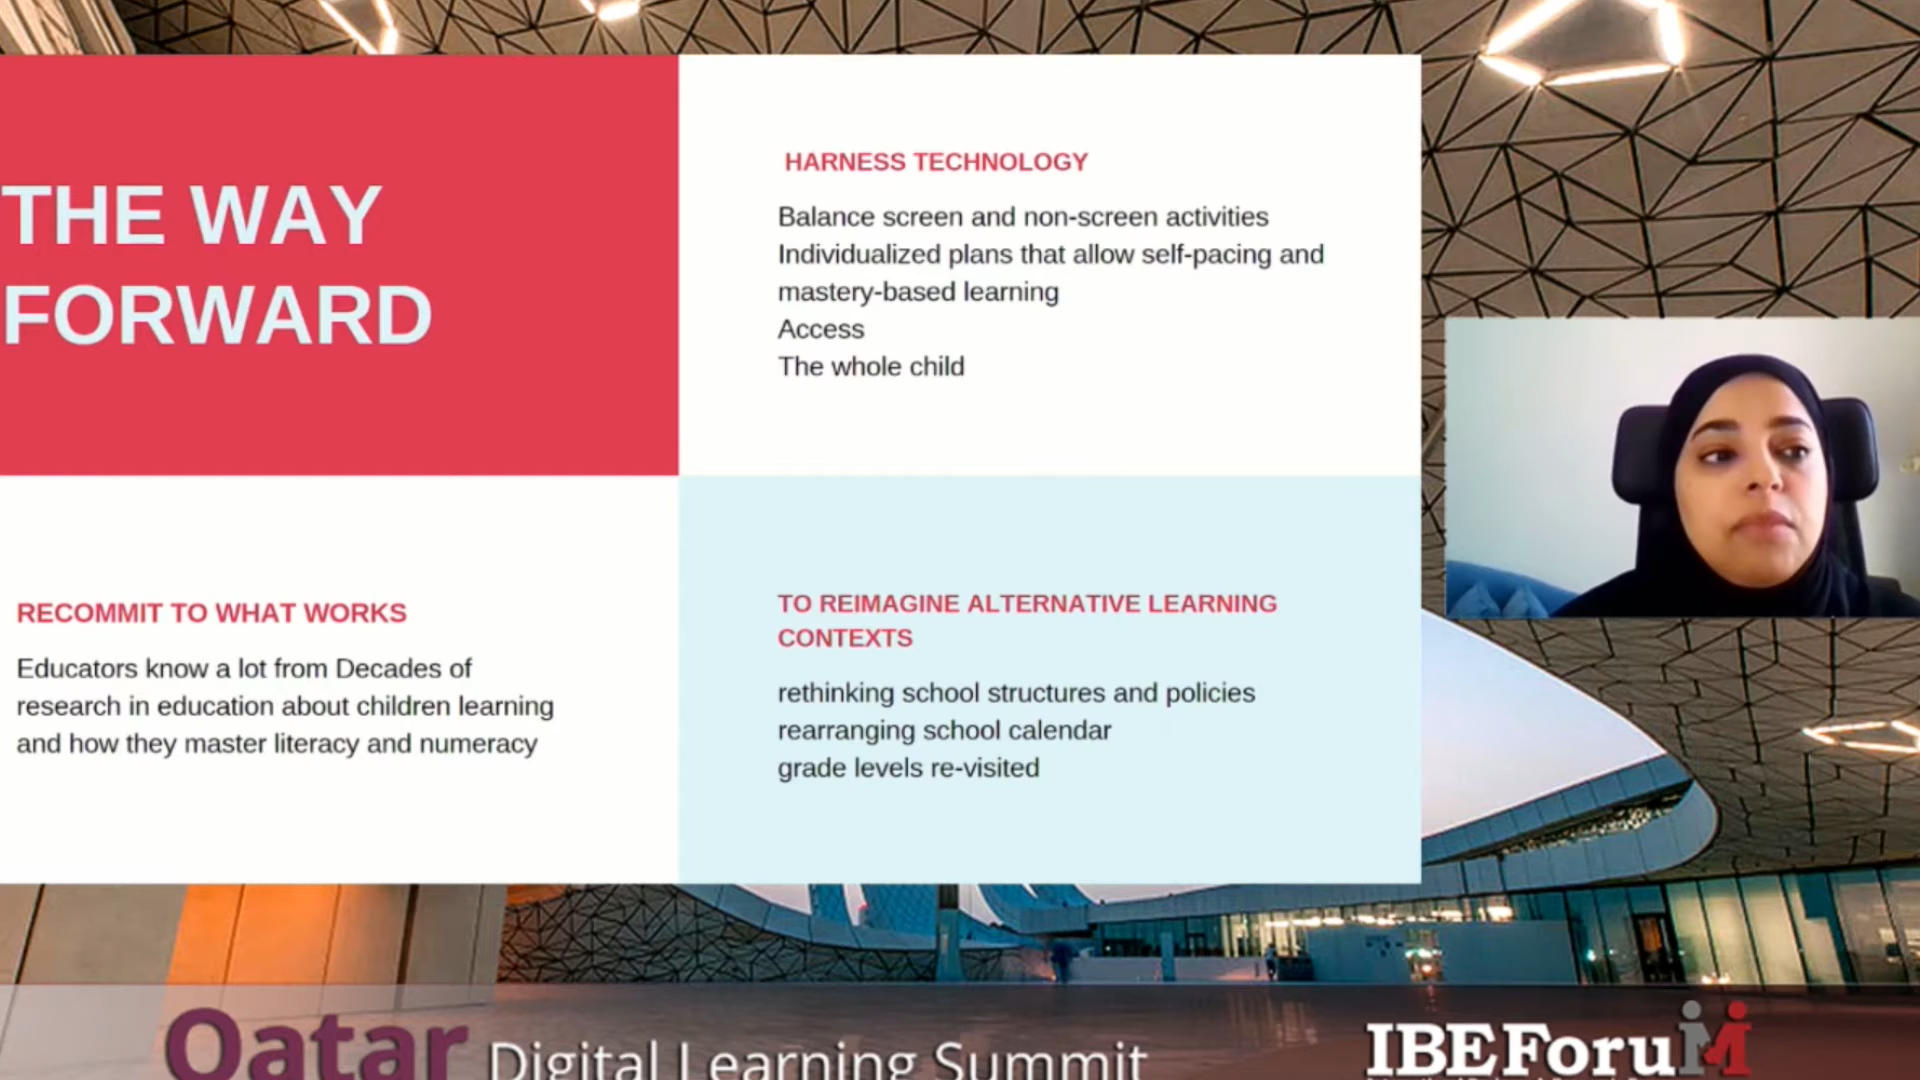 THE WAY
FORWARD
HARNESS TECHNOLOGY
Balance screen and non-screen activities
Individualized plans that allow self-pacing and
mastery-based learning
Access
The whole child
RECOMMIT TO WHAT WORKS
Educators know a lot from Decades of
research in education about children learning
and how they master literacy and numeracy
TO REIMAGINE ALTERNATIVE LEARNING
CONTEXTS
rethinking school structures and policies
rearranging school calendar
grade levels re-visited
Qatar Digital Learning Summit
IBEForuM